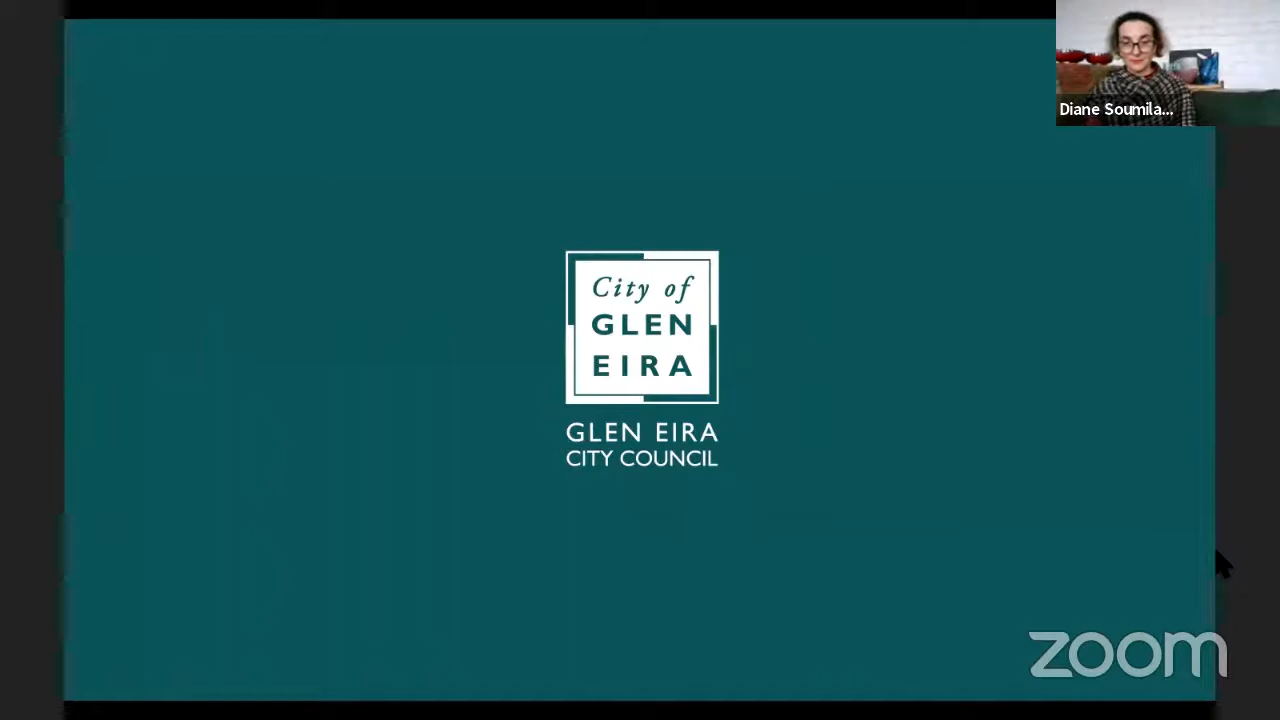 Diane Soumila...
City of
GLEN
EIRA
GLEN EIRA
CITY COUNCIL
zoom